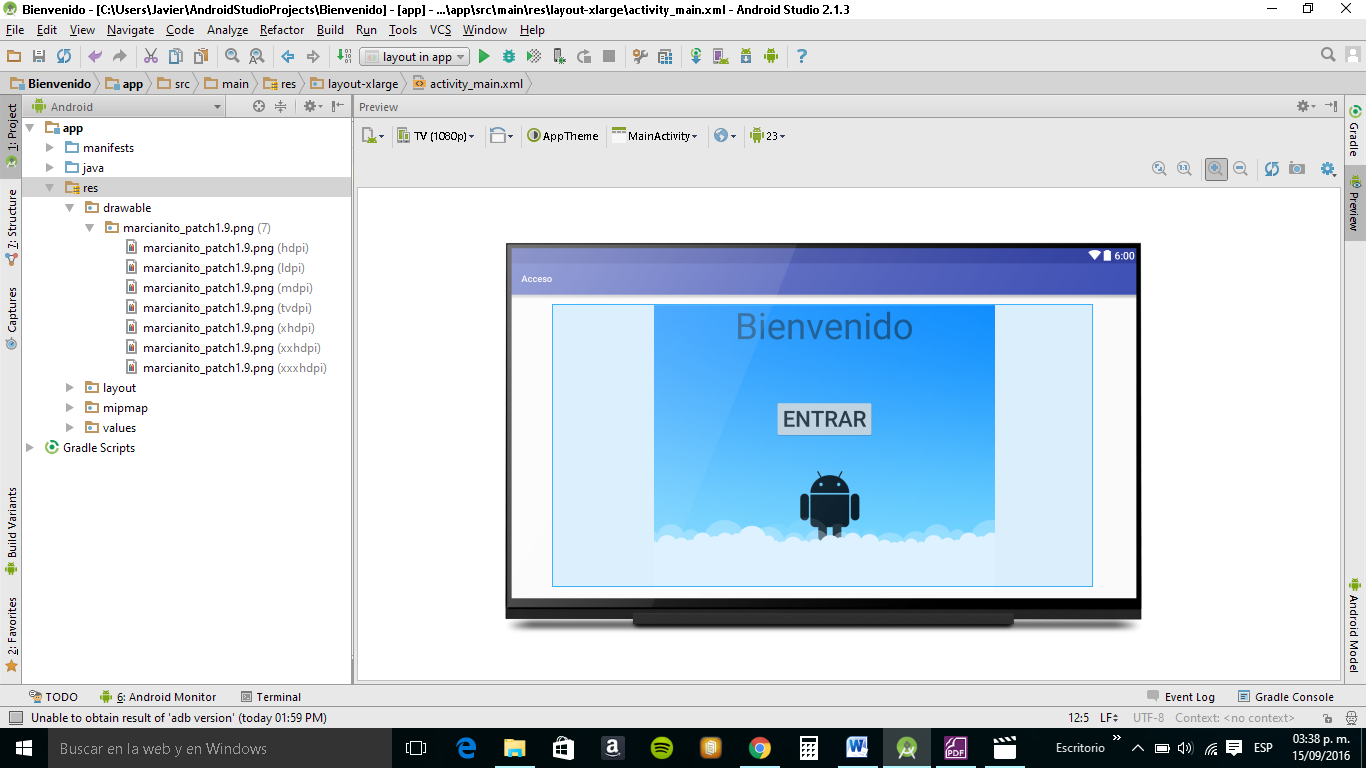 Bienvenido - [C:\Users\Javier\AndroidStudioProjects\Bienvenido] - [app] - ...\app\src\main\res\layout-xlarge\activity_main.xml - Android Studio 2.1.3
File Edit View Navigate Code Analyze Refactor Build Run Tools VCS Window Help
layout in app
Bienvenido app src main res layout-xlarge activity_main.xml
Android
Preview
1: Project
7: Structure
Captures
Build Variants
2: Favorites
app
manifests
java
res
drawable
marcianito_patch1.9.png (7)
marcianito_patch1.9.png (hdpi)
marcianito_patch1.9.png (ldpi)
marcianito_patch1.9.png (mdpi)
marcianito_patch1.9.png (tvdpi)
marcianito_patch1.9.png (xhdpi)
marcianito_patch1.9.png (xxhdpi)
marcianito_patch1.9.png (xxxhdpi)
layout
mipmap
values
Gradle Scripts
TV (1080p) AppTheme MainActivity 23
1:1
6:00
Acceso
Bienvenido
ENTRAR
Gradle
Preview
Android Model
TODO 6: Android Monitor Terminal Event Log Gradle Console
Unable to obtain result of 'adb version' (today 01:59 PM) 12:5 LF UTF-8 Context: <no context>
Buscar en la web y en Windows
PDF
Escritorio » ESP
03:38 p. m.
15/09/2016